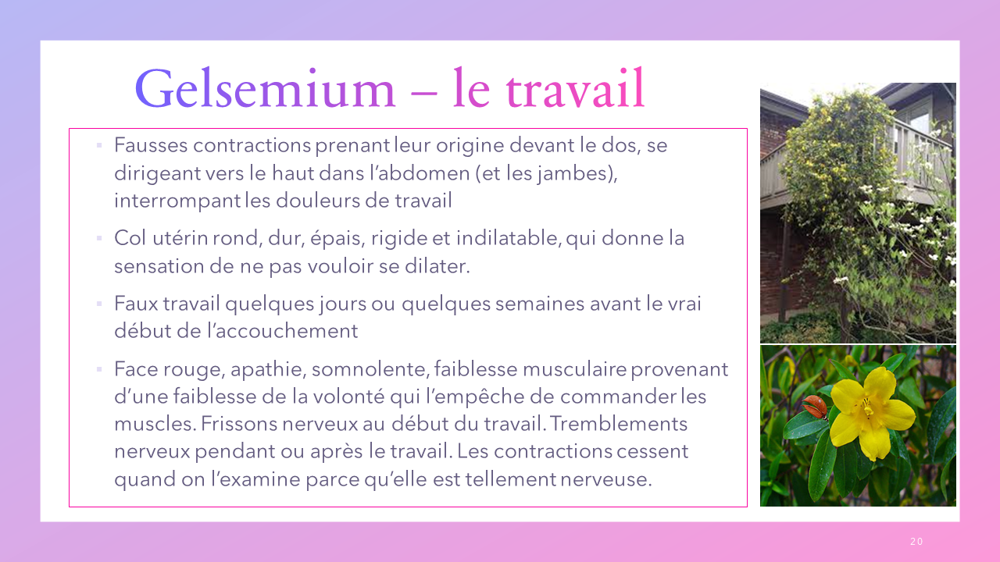 Gelsemium – le travail
Fausses contractions prenant leur origine devant le dos, se
dirigeant vers le haut dans l’abdomen (et les jambes),
interrompant les douleurs de travail
Col utérin rond, dur, épais, rigide et indilatable, qui donne la
sensation de ne pas vouloir se dilater.
Faux travail quelques jours ou quelques semaines avant le vrai
début de l’accouchement
Face rouge, apathie, somnolente, faiblesse musculaire provenant
d’une faiblesse de la volonté qui l’empêche de commander les
muscles. Frissons nerveux au début du travail. Tremblements
nerveux pendant ou après le travail. Les contractions cessent
quand on l’examine parce qu’elle est tellement nerveuse.
20